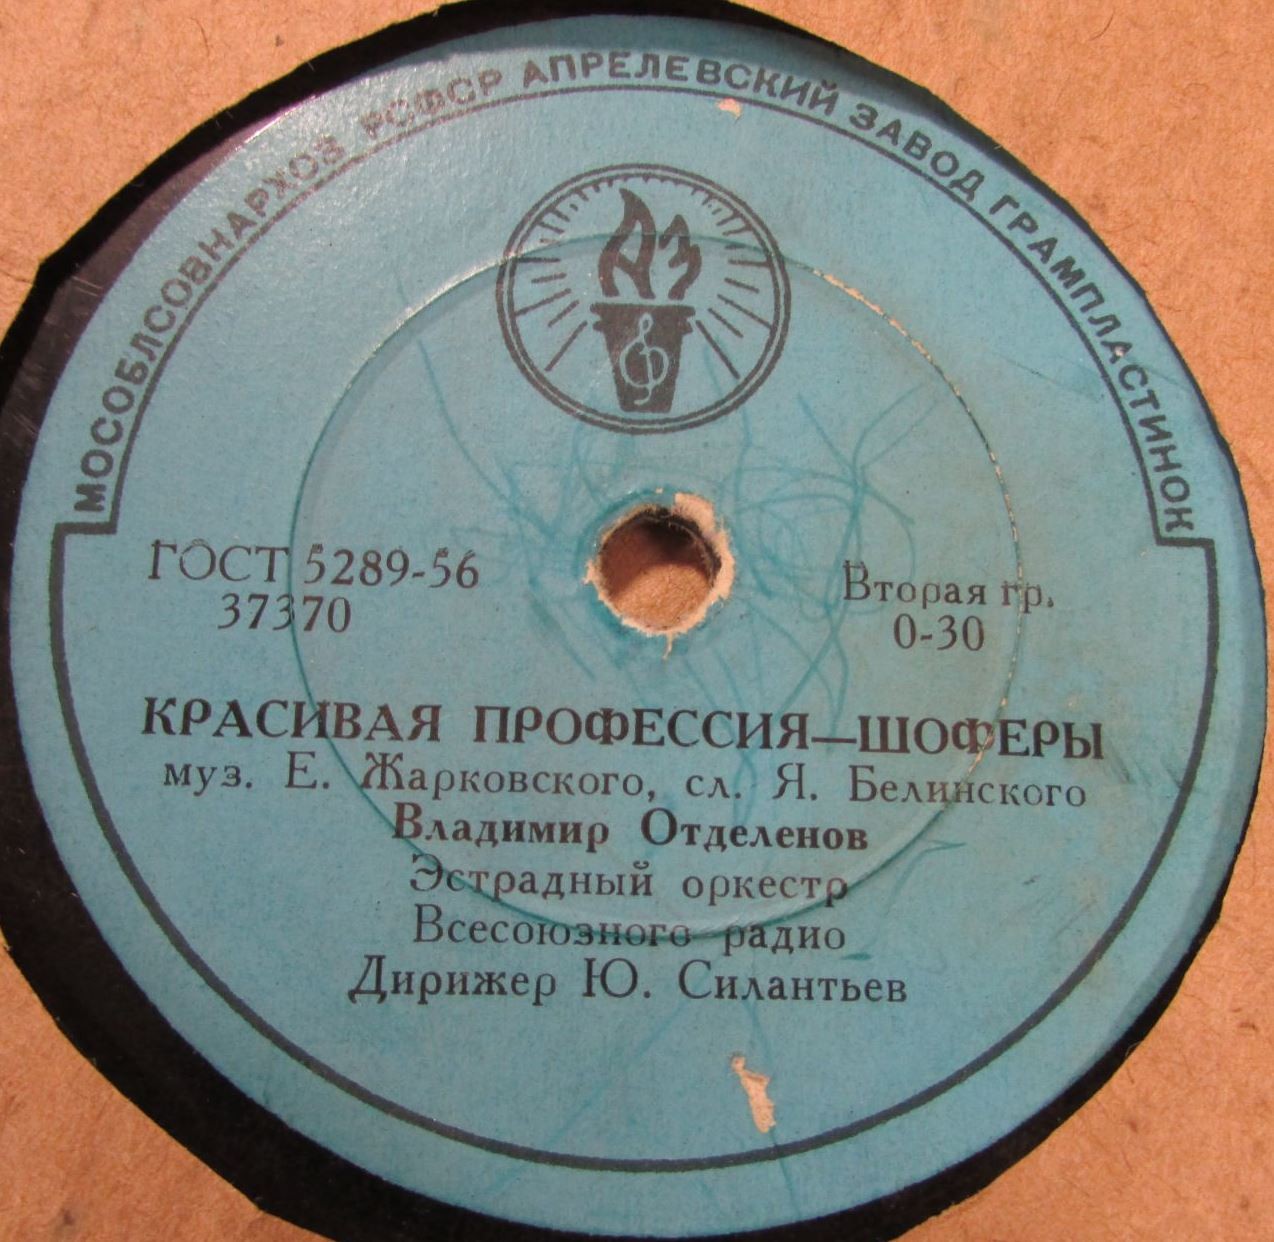 МОСОБЛСОВНАРХОЗ РСФСР АПРЕЛЕВСКИЙ ЗАВОД ГРАМПЛАСТИНОК
АЗ
ГОСТ 5289-56
37370
Вторая гр.
0-30
КРАСИВАЯ ПРОФЕССИЯ—ШОФЕРЫ
муз. Е. Жарковского, сл. Я. Белинского
Владимир Отделенов
Эстрадный оркестр
Всесоюзного радио
Дирижер Ю. Силантьев